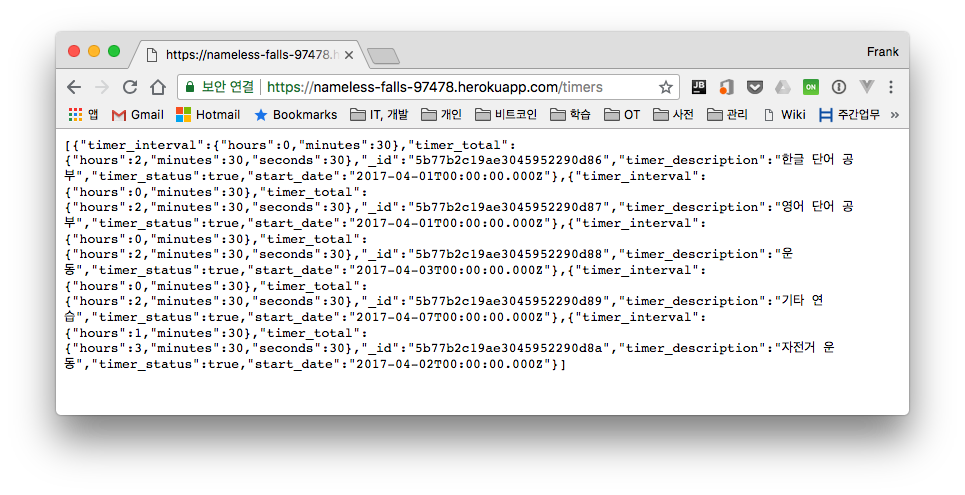 https://nameless-falls-97478.h
Frank
보안 연결 https://nameless-falls-97478.herokuapp.com/timers
JB
ON
앱 Gmail Hotmail Bookmarks IT, 개발 개인 비트코인 학습 OT 사전 관리 Wiki 주간업무 »
[{"timer_interval":{"hours":0,"minutes":30},"timer_total":
{"hours":2,"minutes":30,"seconds":30},"_id":"5b77b2c19ae3045952290d86","timer_description":"한글 단어 공
부","timer_status":true,"start_date":"2017-04-01T00:00:00.000Z"},{"timer_interval":
{"hours":0,"minutes":30},"timer_total":
{"hours":2,"minutes":30,"seconds":30},"_id":"5b77b2c19ae3045952290d87","timer_description":"영어 단어 공
부","timer_status":true,"start_date":"2017-04-01T00:00:00.000Z"},{"timer_interval":
{"hours":0,"minutes":30},"timer_total":
{"hours":2,"minutes":30,"seconds":30},"_id":"5b77b2c19ae3045952290d88","timer_description":"운
동","timer_status":true,"start_date":"2017-04-03T00:00:00.000Z"},{"timer_interval":
{"hours":0,"minutes":30},"timer_total":
{"hours":2,"minutes":30,"seconds":30},"_id":"5b77b2c19ae3045952290d89","timer_description":"기타 연
습","timer_status":true,"start_date":"2017-04-07T00:00:00.000Z"},{"timer_interval":
{"hours":1,"minutes":30},"timer_total":
{"hours":3,"minutes":30,"seconds":30},"_id":"5b77b2c19ae3045952290d8a","timer_description":"자전거 운
동","timer_status":true,"start_date":"2017-04-02T00:00:00.000Z"}]